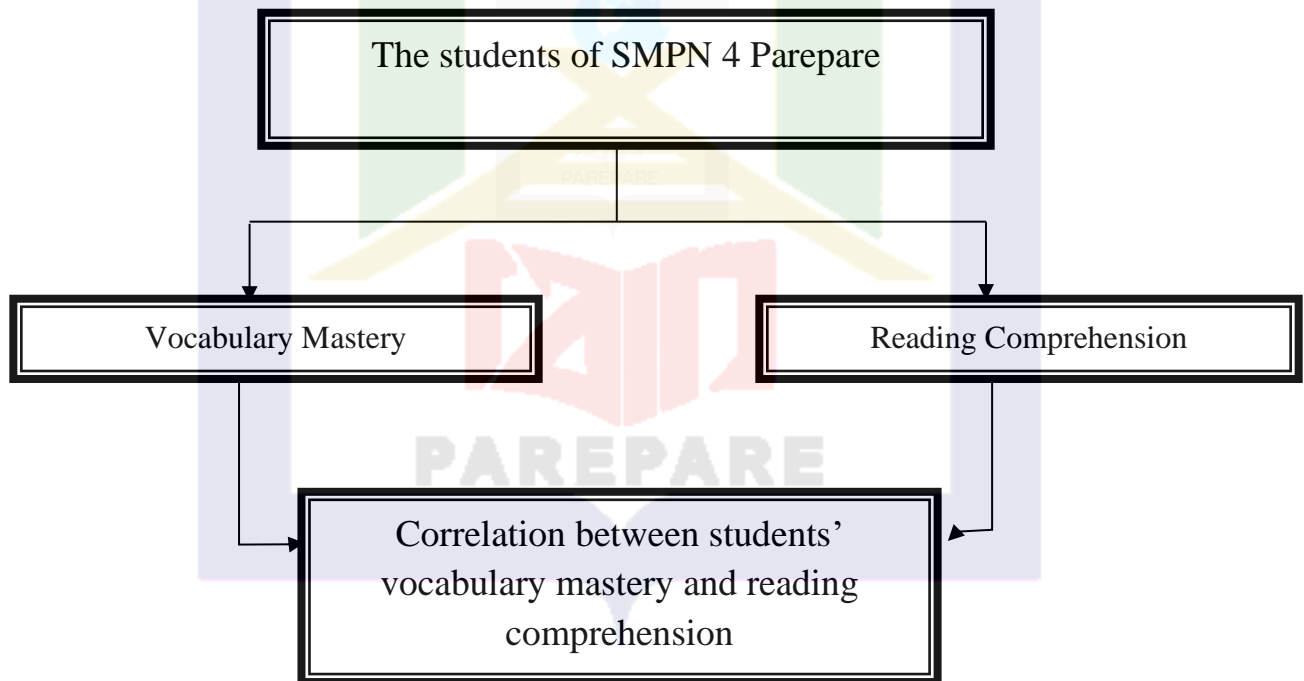 The students of SMPN 4 Parepare
PAREPARE
Vocabulary Mastery
Reading Comprehension
PAREPARE
Correlation between students’
vocabulary mastery and reading
comprehension